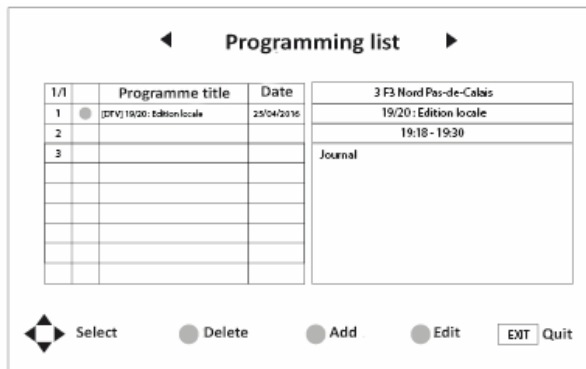 Programming list
1/1 Programme title Date
1 [DTV] 19/20 : Edition locale 25/04/2016
2
3
3 F3 Nord Pas-de-Calais
19/20 : Edition locale
19:18 - 19:30
Journal
Select Delete Add Edit EXIT Quit